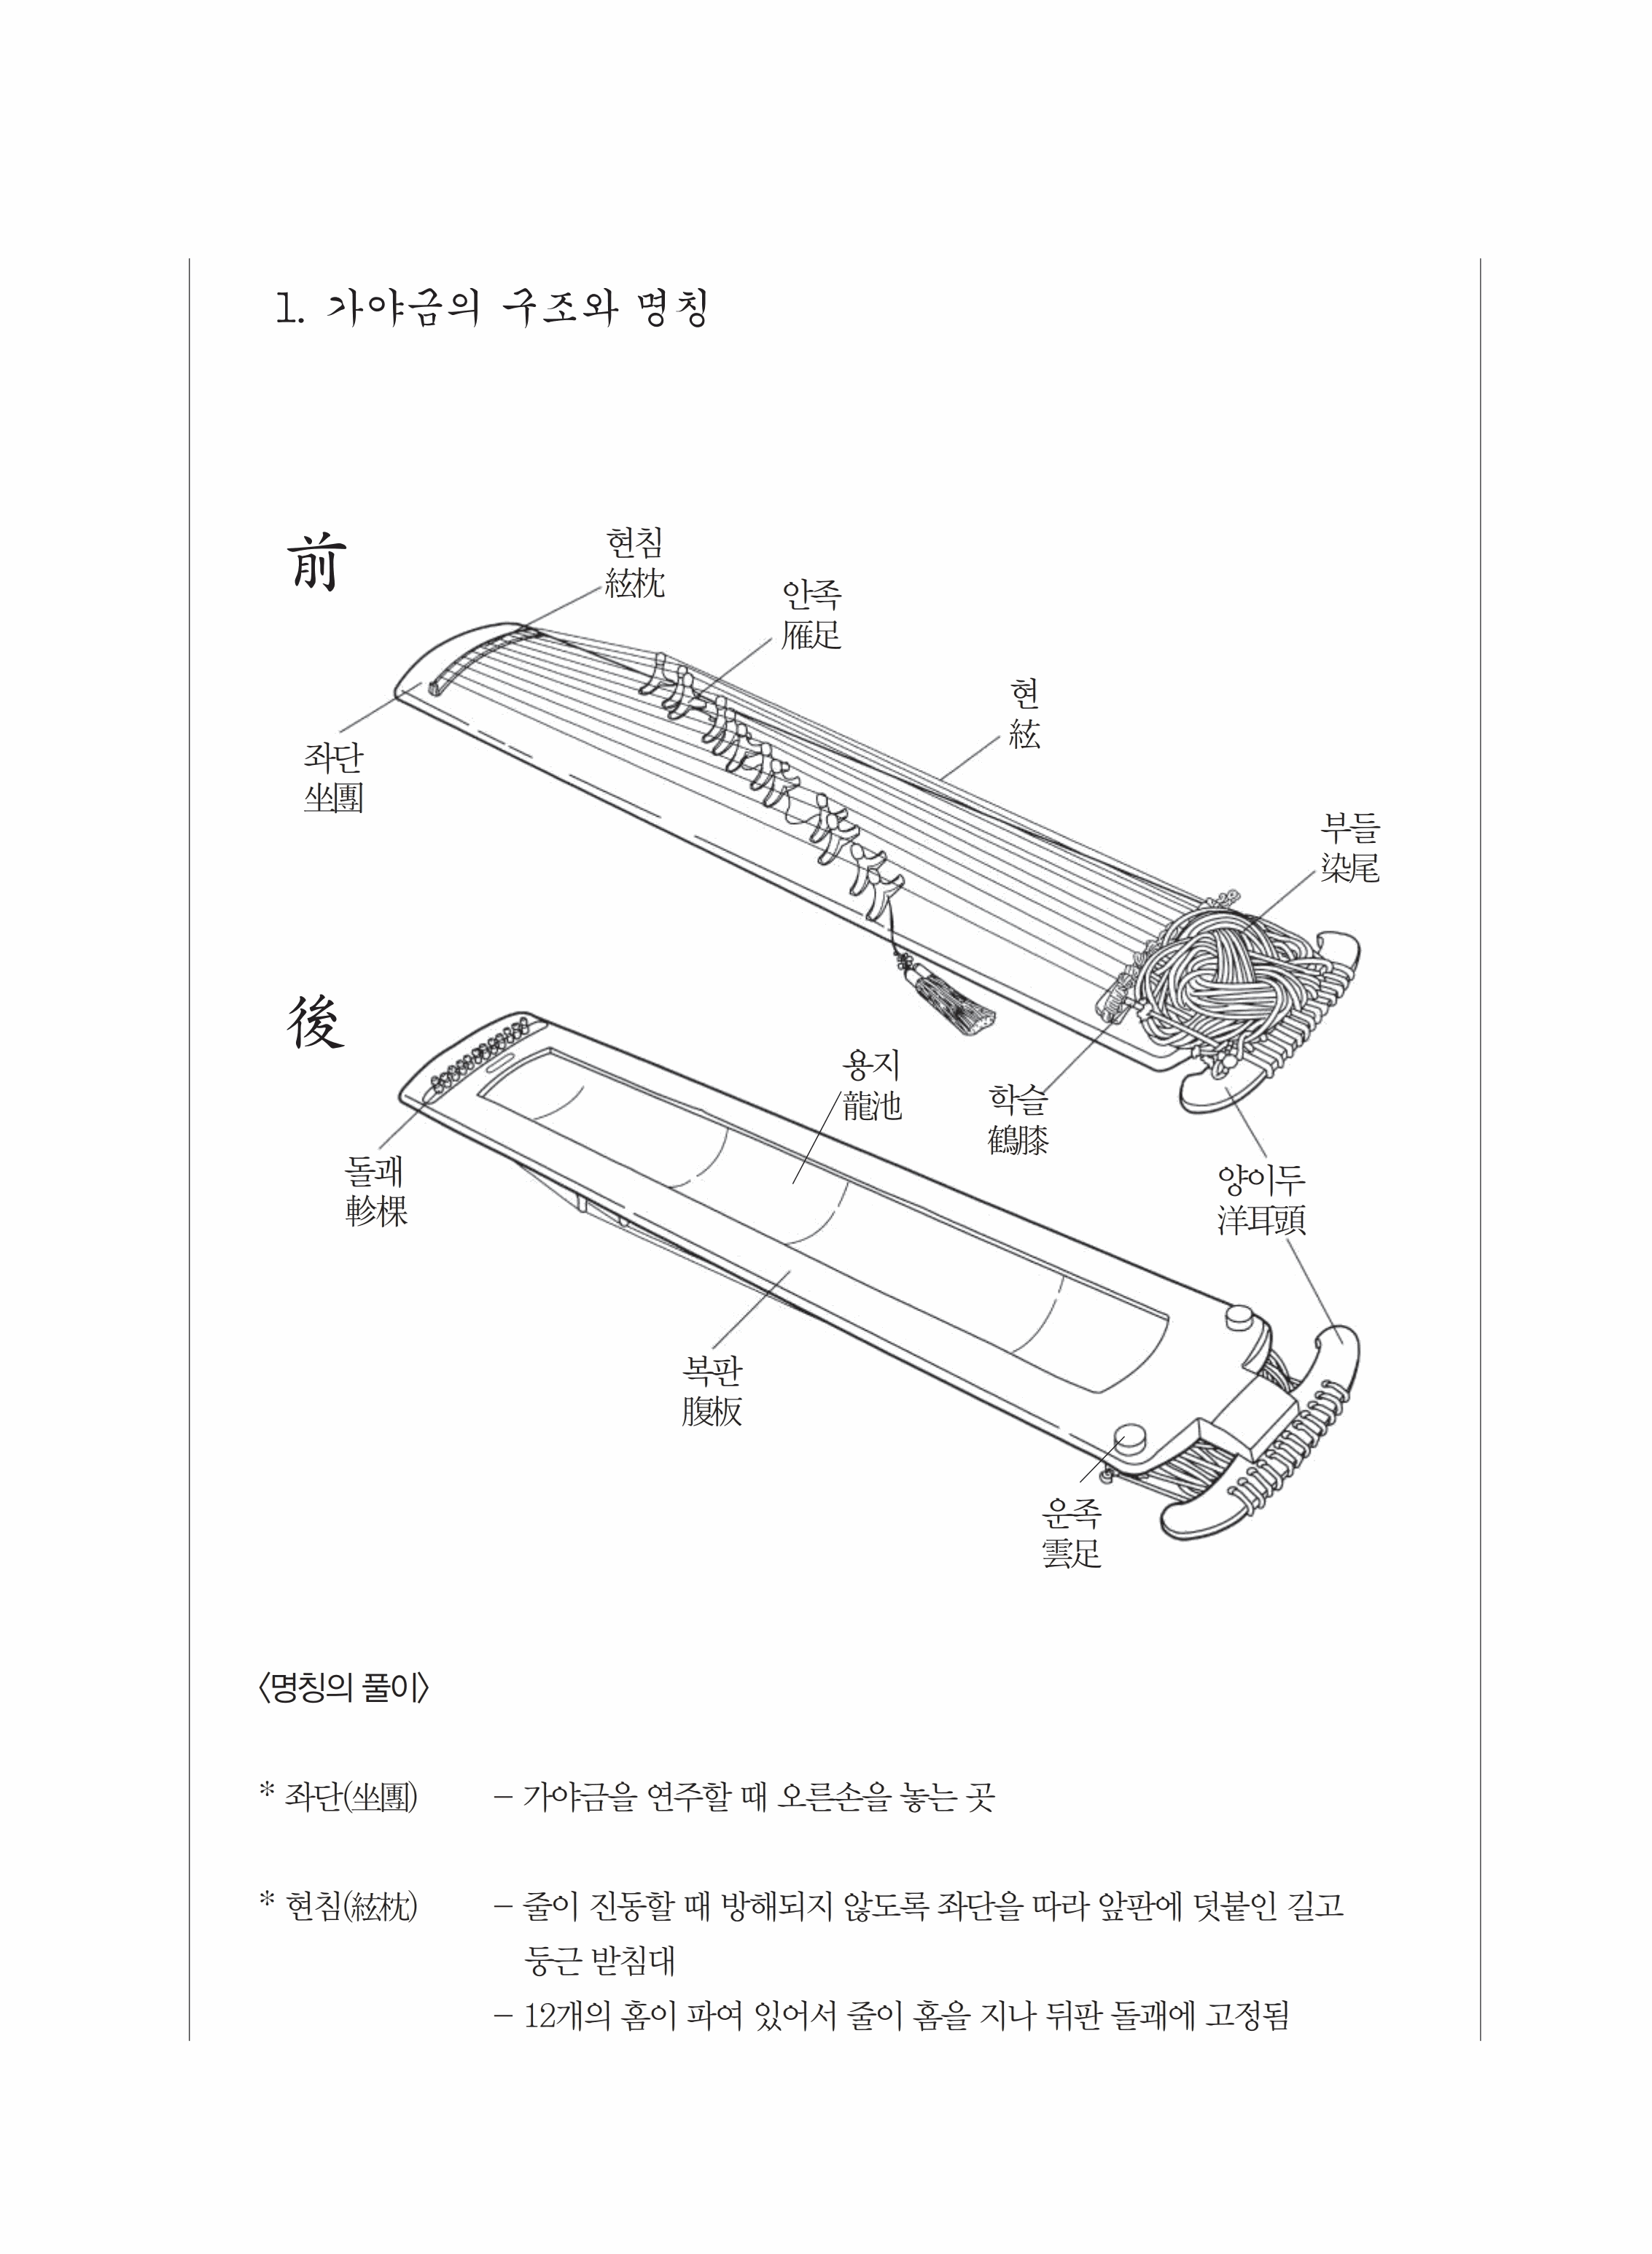 1. 가야금의 구조와 명칭
前
현침
絃枕
안족
雁足
현
絃
좌단
坐團
부들
染尾
後
용지
龍池
학슬
鶴膝
돌괘
軫棵
양이두
洋耳頭
복판
腹板
운족
雲足
〈명칭의 풀이〉
* 좌단(坐團) – 가야금을 연주할 때 오른손을 놓는 곳
* 현침(絃枕) – 줄이 진동할 때 방해되지 않도록 좌단을 따라 앞판에 덧붙인 길고
둥근 받침대
– 12개의 홈이 파여 있어서 줄이 홈을 지나 뒤판 돌괘에 고정됨